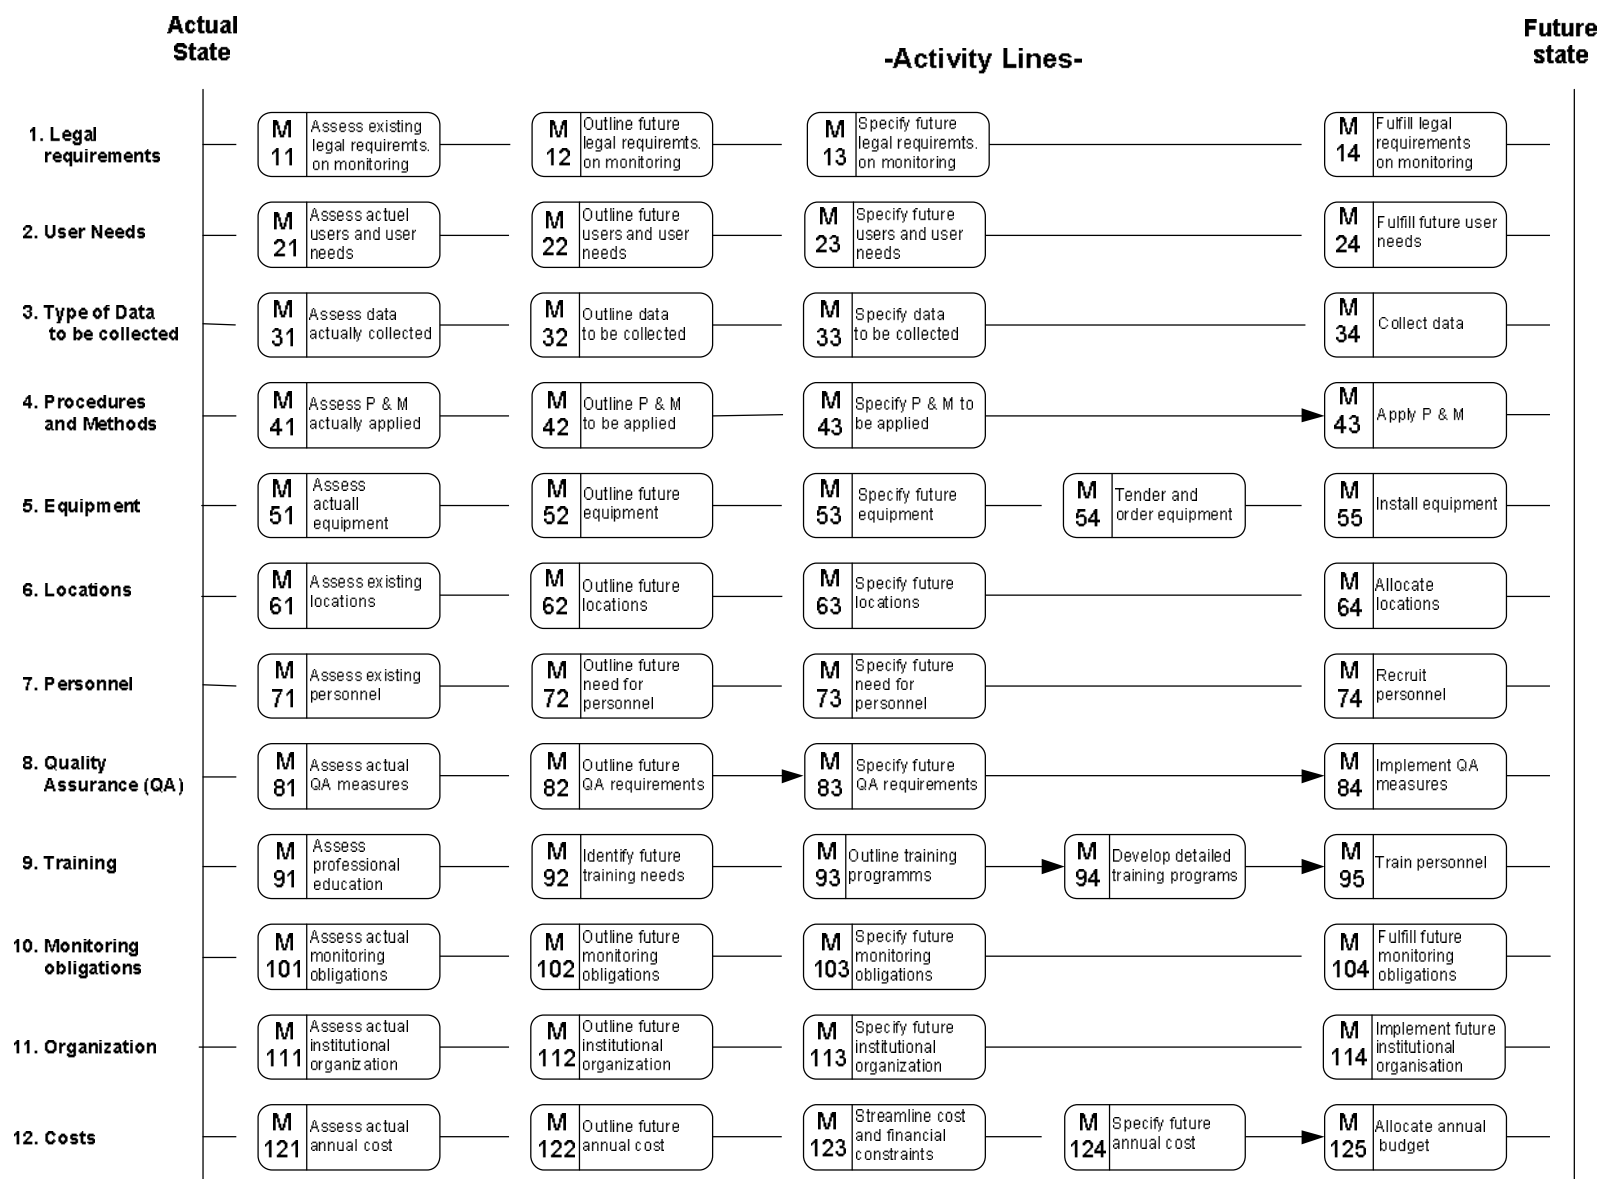 Actual
State
Future
state
-Activity Lines-
1. Legal
requirements
M
11
Assess existing
legal requiremts.
on monitoring
M
12
Outline future
legal requiremts.
on monitoring
M
13
Specify future
legal requiremts.
on monitoring
M
14
Fulfill legal
requirements
on monitoring
2. User Needs
M
21
Assess actuel
users and user
needs
M
22
Outline future
users and user
needs
M
23
Specify future
users and user
needs
M
24
Fulfill future user
needs
3. Type of Data
to be collected
M
31
Assess data
actually collected
M
32
Outline data
to be collected
M
33
Specify data
to be collected
M
34
Collect data
4. Procedures
and Methods
M
41
Assess P & M
actually applied
M
42
Outline P & M
to be applied
M
43
Specify P & M to
be applied
M
43
Apply P & M
5. Equipment
M
51
Assess
actuall
equipment
M
52
Outline future
equipment
M
53
Specify future
equipment
M
54
Tender and
order equipment
M
55
Install equipment
6. Locations
M
61
Assess existing
locations
M
62
Outline future
locations
M
63
Specify future
locations
M
64
Allocate
locations
7. Personnel
M
71
Assess existing
personnel
M
72
Outline future
need for
personnel
M
73
Specify future
need for
personnel
M
74
Recruit
personnel
8. Quality
Assurance (QA)
M
81
Assess actual
QA measures
M
82
Outline future
QA requirements
M
83
Specify future
QA requirements
M
84
Implement QA
measures
9. Training
M
91
Assess
professional
education
M
92
Identify future
training needs
M
93
Outline training
programms
M
94
Develop detailed
training programs
M
95
Train personnel
10. Monitoring
obligations
M
101
Assess actual
monitoring
obligations
M
102
Outline future
monitoring
obligations
M
103
Specify future
monitoring
obligations
M
104
Fulfill future
monitoring
obligations
11. Organization
M
111
Assess actual
institutional
organization
M
112
Outline future
institutional
organization
M
113
Specify future
institutional
organization
M
114
Implement future
institutional
organisation
12. Costs
M
121
Assess actual
annual cost
M
122
Outline future
annual cost
M
123
Streamline cost
and financial
constraints
M
124
Specify future
annual cost
M
125
Allocate annual
budget